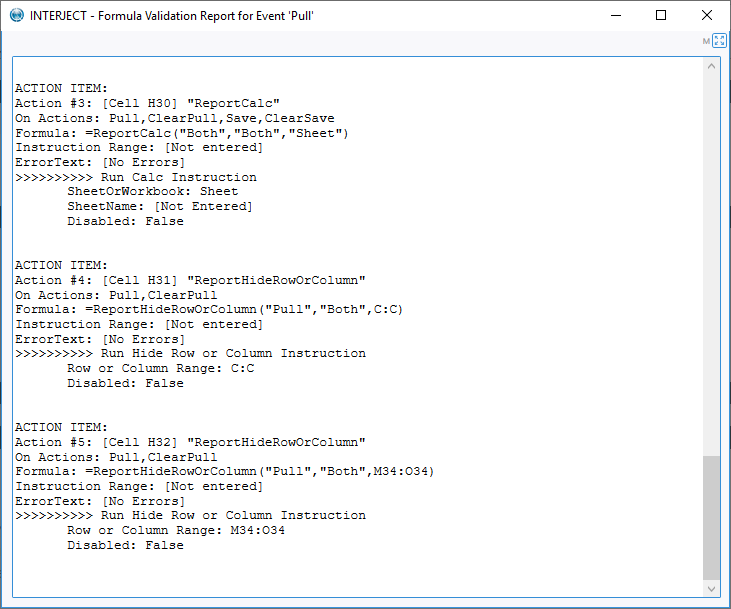 INTERJECT - Formula Validation Report for Event 'Pull'
M
ACTION ITEM:
Action #3: [Cell H30] "ReportCalc"
On Actions: Pull,ClearPull,Save,ClearSave
Formula: =ReportCalc("Both","Both","Sheet")
Instruction Range: [Not entered]
ErrorText: [No Errors]
>>>>>>>>>> Run Calc Instruction
SheetOrWorkbook: Sheet
SheetName: [Not Entered]
Disabled: False
ACTION ITEM:
Action #4: [Cell H31] "ReportHideRowOrColumn"
On Actions: Pull,ClearPull
Formula: =ReportHideRowOrColumn("Pull","Both",C:C)
Instruction Range: [Not entered]
ErrorText: [No Errors]
>>>>>>>>>> Run Hide Row or Column Instruction
Row or Column Range: C:C
Disabled: False
ACTION ITEM:
Action #5: [Cell H32] "ReportHideRowOrColumn"
On Actions: Pull,ClearPull
Formula: =ReportHideRowOrColumn("Pull","Both",M34:O34)
Instruction Range: [Not entered]
ErrorText: [No Errors]
>>>>>>>>>> Run Hide Row or Column Instruction
Row or Column Range: M34:O34
Disabled: False